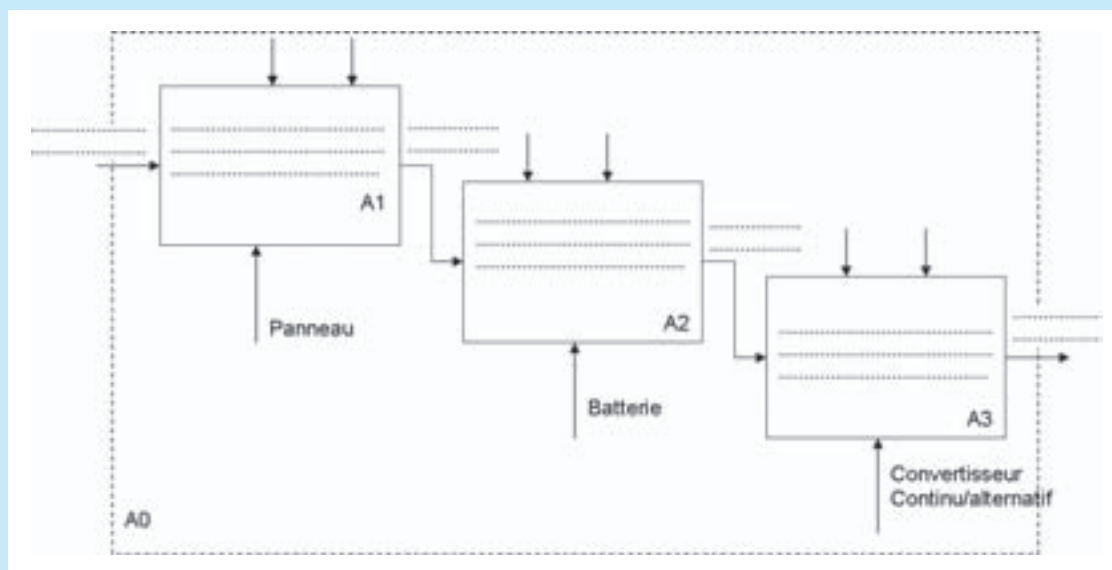 A1
Panneau
A2
Batterie
A3
Convertisseur
Continu/alternatif
A0